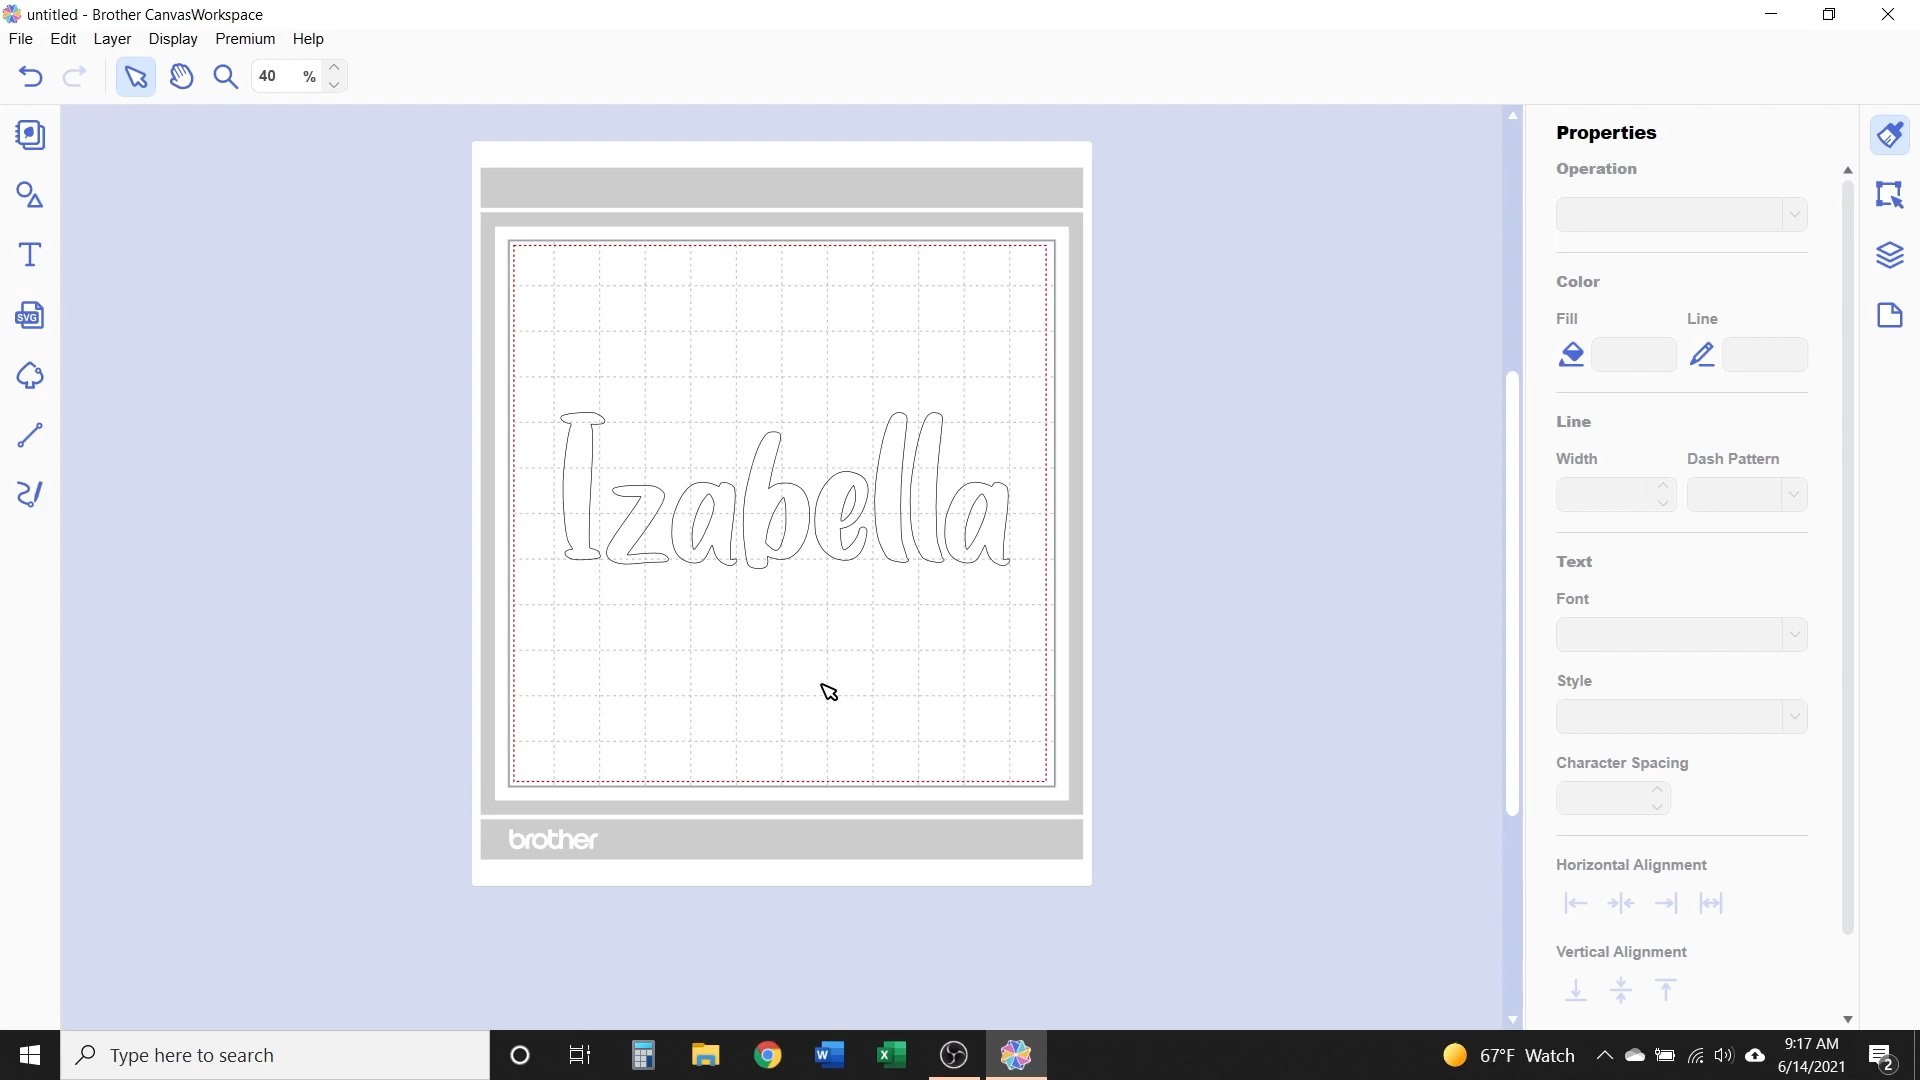 untitled - Brother CanvasWorkspace
File Edit Layer Display Premium Help
40 %
Properties
Operation
Color
Fill Line
Line
Width Dash Pattern
Text
Font
Style
Character Spacing
Horizontal Alignment
Vertical Alignment
SVG
Izabella
brother
Type here to search
67°F Watch
9:17 AM
6/14/2021
2